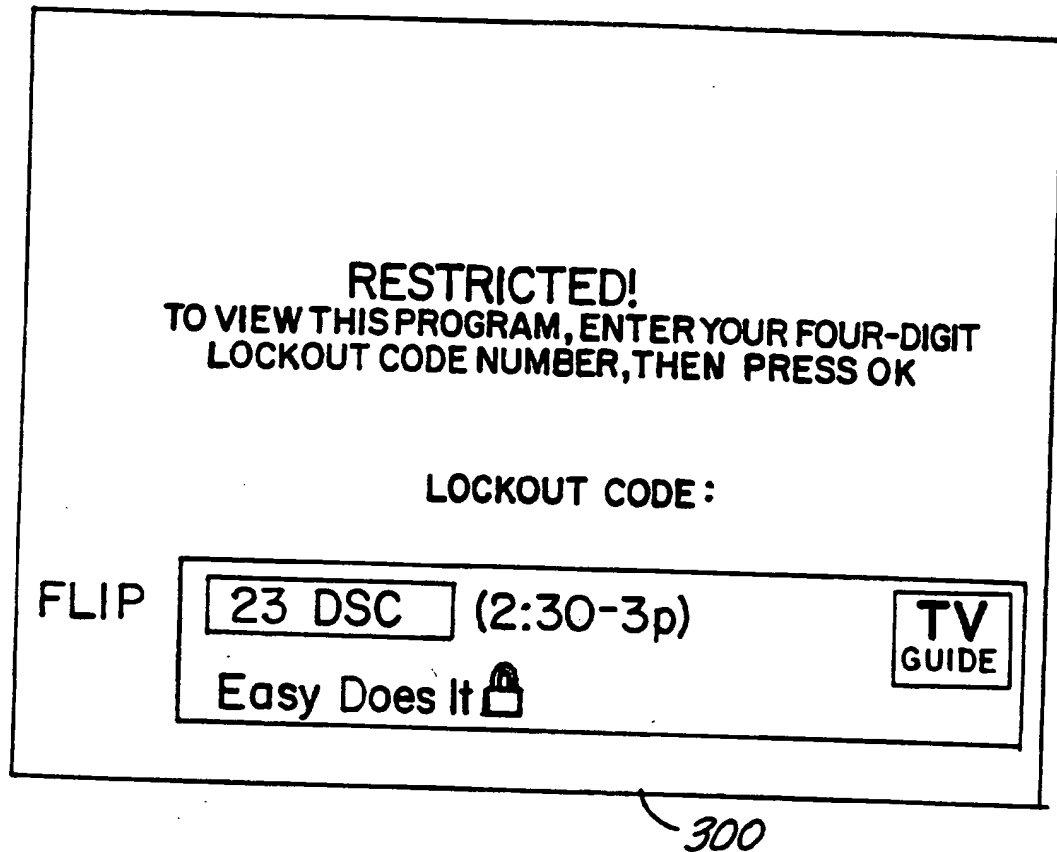 RESTRICTED!
TO VIEW THIS PROGRAM, ENTER YOUR FOUR-DIGIT
LOCKOUT CODE NUMBER, THEN PRESS OK
LOCKOUT CODE:
FLIP
23 DSC (2:30-3p)
TV
GUIDE
Easy Does It
300